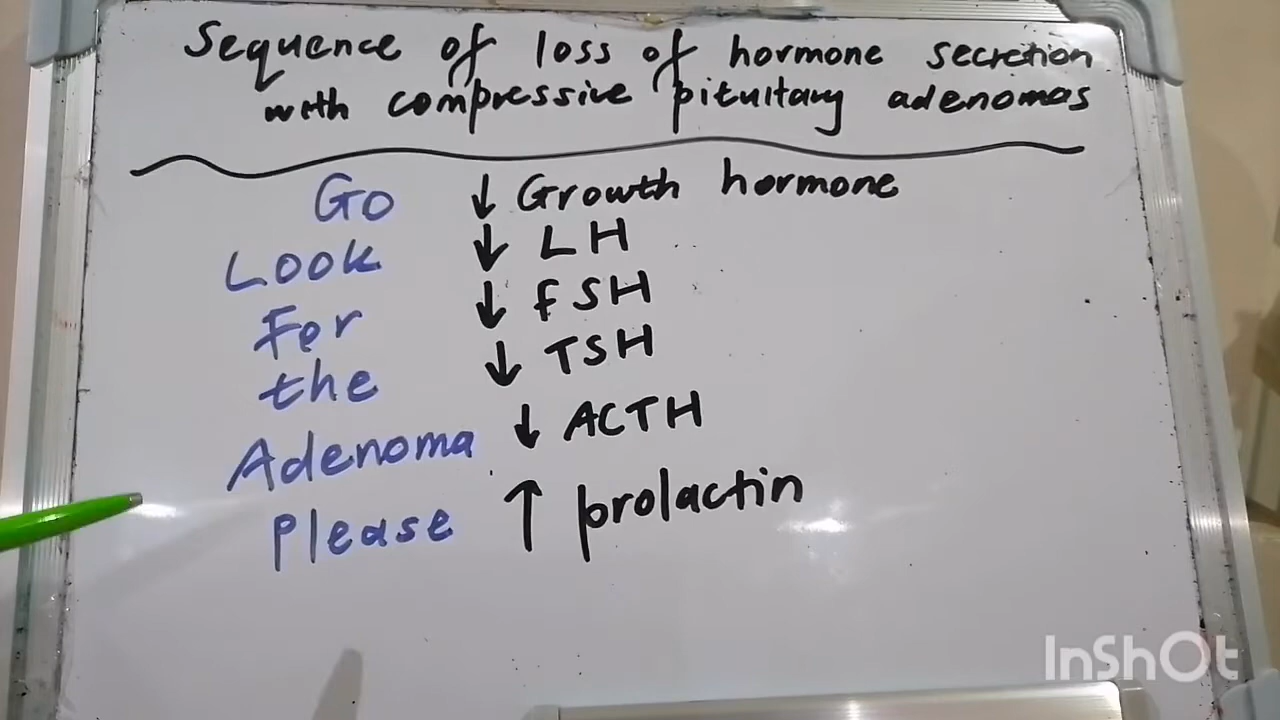 Sequence of loss of hormone secretion
with compressive pituitary adenomas
Go ↓ Growth hormone
Look ↓ LH
For ↓ FSH
the ↓ TSH
Adenoma ↓ ACTH
Please ↑ prolactin
InShOt